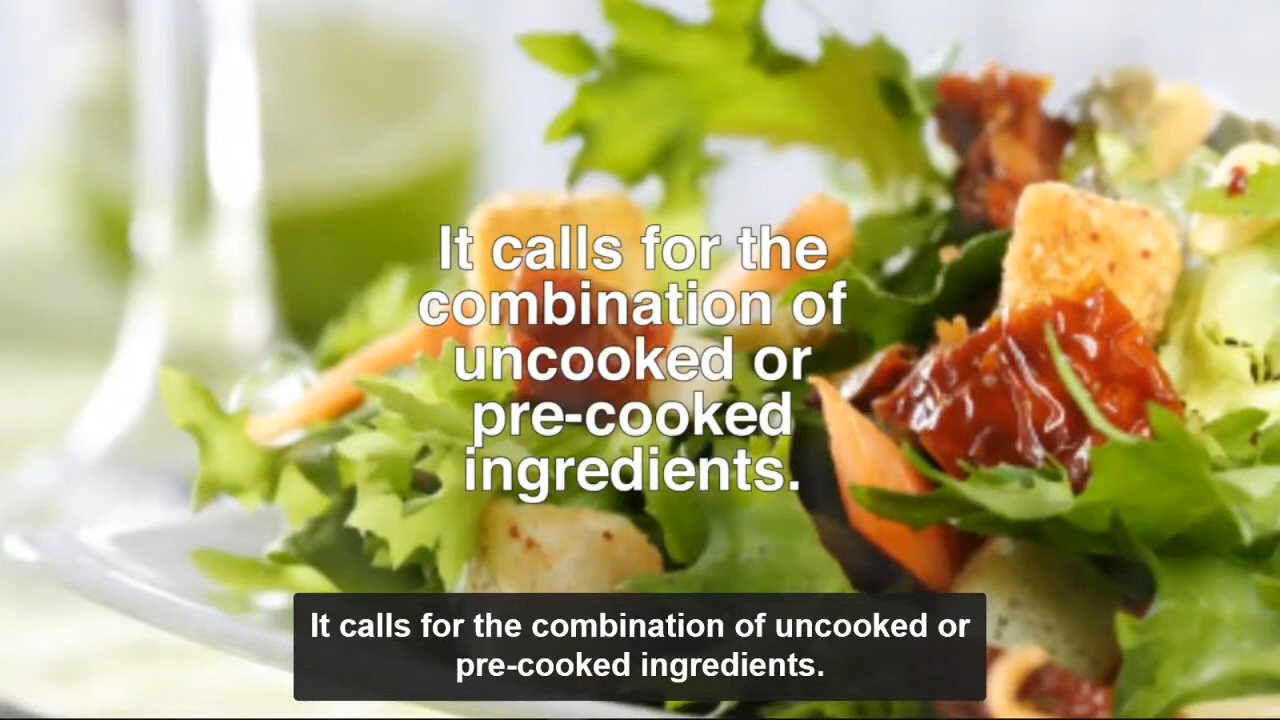 It calls for the
combination of
uncooked or
pre-cooked
ingredients.
It calls for the combination of uncooked or
pre-cooked ingredients.